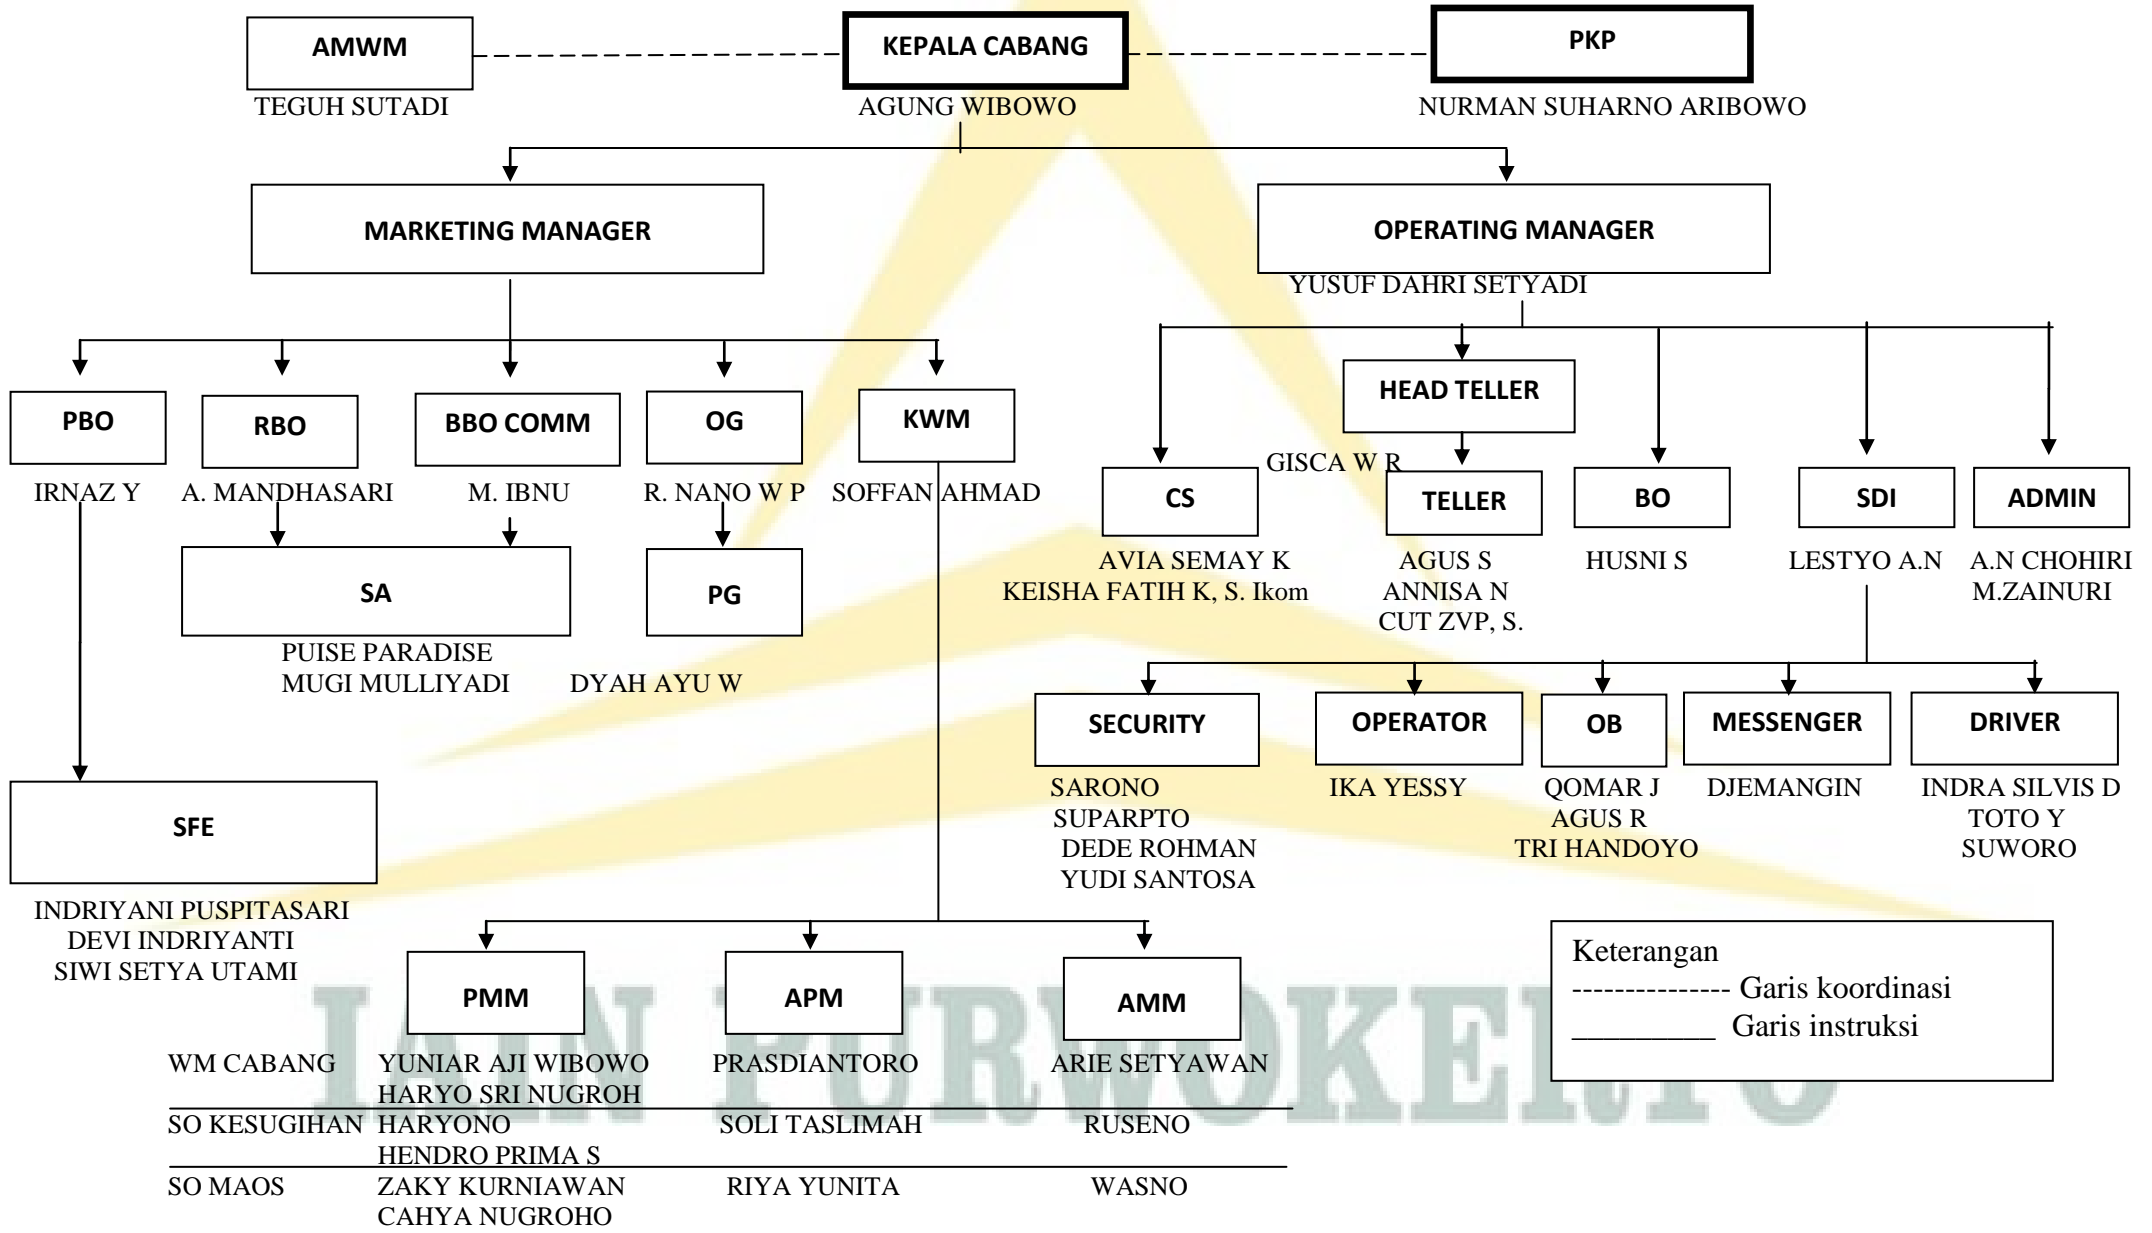 AMWM
KEPALA CABANG
PKP
TEGUH SUTADI
AGUNG WIBOWO
NURMAN SUHARNO ARIBOWO
MARKETING MANAGER
OPERATING MANAGER
YUSUF DAHRI SETYADI
PBO
RBO
BBO COMM
OG
KWM
IRNAZ Y
A. MANDHASARI
M. IBNU
R. NANO W P
SOFFAN AHMAD
HEAD TELLER
GISCA W R
CS
TELLER
BO
SDI
ADMIN
AVIA SEMAY K
KEISHA FATIH K, S. Ikom
AGUS S
ANNISA N
CUT ZVP, S.
HUSNI S
LESTYO A.N
A.N CHOHIRI
M.ZAINURI
SA
PUISE PARADISE
MUGI MULLIYADI
PG
DYAH AYU W
SECURITY
OPERATOR
OB
MESSENGER
DRIVER
SARONO
SUPARPTO
DEDE ROHMAN
YUDI SANTOSA
IKA YESSY
QOMAR J
AGUS R
TRI HANDOYO
DJEMANGIN
INDRA SILVIS D
TOTO Y
SUWORO
SFE
INDRIYANI PUSPITASARI
DEVI INDRIYANTI
SIWI SETYA UTAMI
PMM
APM
AMM
WM CABANG YUNIAR AJI WIBOWO PRASDIANTORO ARIE SETYAWAN
HARYO SRI NUGROH
SO KESUGIHAN HARYONO SOLI TASLIMAH RUSENO
HENDRO PRIMA S
SO MAOS ZAKY KURNIAWAN RIYA YUNITA WASNO
CAHYA NUGROHO
Keterangan
--------------- Garis koordinasi
_________ Garis instruksi
IAIN PURWOKERTO